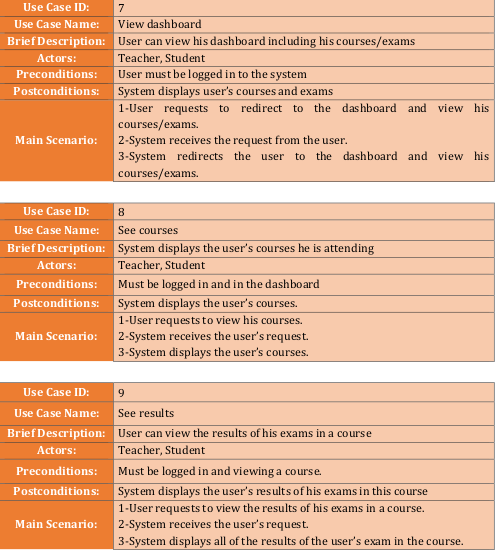 Use Case ID: 7
Use Case Name: View dashboard
Brief Description: User can view his dashboard including his courses/exams
Actors: Teacher, Student
Preconditions: User must be logged in to the system
Postconditions: System displays user's courses and exams
Main Scenario:
1-User requests to redirect to the dashboard and view his
courses/exams.
2-System receives the request from the user.
3-System redirects the user to the dashboard and view his
courses/exams.
Use Case ID: 8
Use Case Name: See courses
Brief Description: System displays the user's courses he is attending
Actors: Teacher, Student
Preconditions: Must be logged in and in the dashboard
Postconditions: System displays the user's courses.
Main Scenario:
1-User requests to view his courses.
2-System receives the user's request.
3-System displays the user's courses.
Use Case ID: 9
Use Case Name: See results
Brief Description: User can view the results of his exams in a course
Actors: Teacher, Student
Preconditions: Must be logged in and viewing a course.
Postconditions: System displays the user's results of his exams in this course
Main Scenario:
1-User requests to view the results of his exams in a course.
2-System receives the user's request.
3-System displays all of the results of the user's exam in the course.